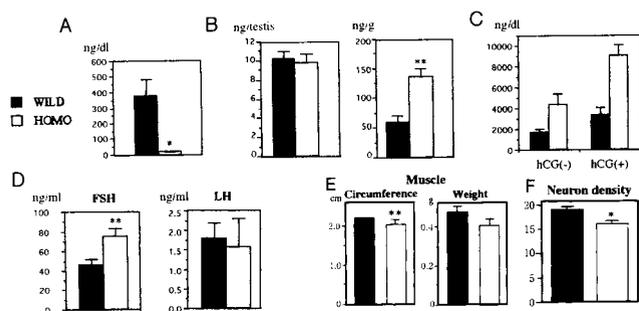 A
ng/dl
600
500
400
300
200
100
0
*
WILD
HOMO
B
ng/testis
12
10
8
6
4
2
0
ng/g
200
150
100
50
0
**
C
ng/dl
10000
8000
6000
4000
2000
0
hCG(-) hCG(+)
D
FSH
ng/ml
100
80
60
40
20
0
**
LH
ng/ml
2.5
2.0
1.5
1.0
0.5
0.0
E
Muscle
Circumference
cm
2.0
1.0
0
**
Weight
g
0.4
0.2
0
F
Neuron density
20
15
10
5
0
*